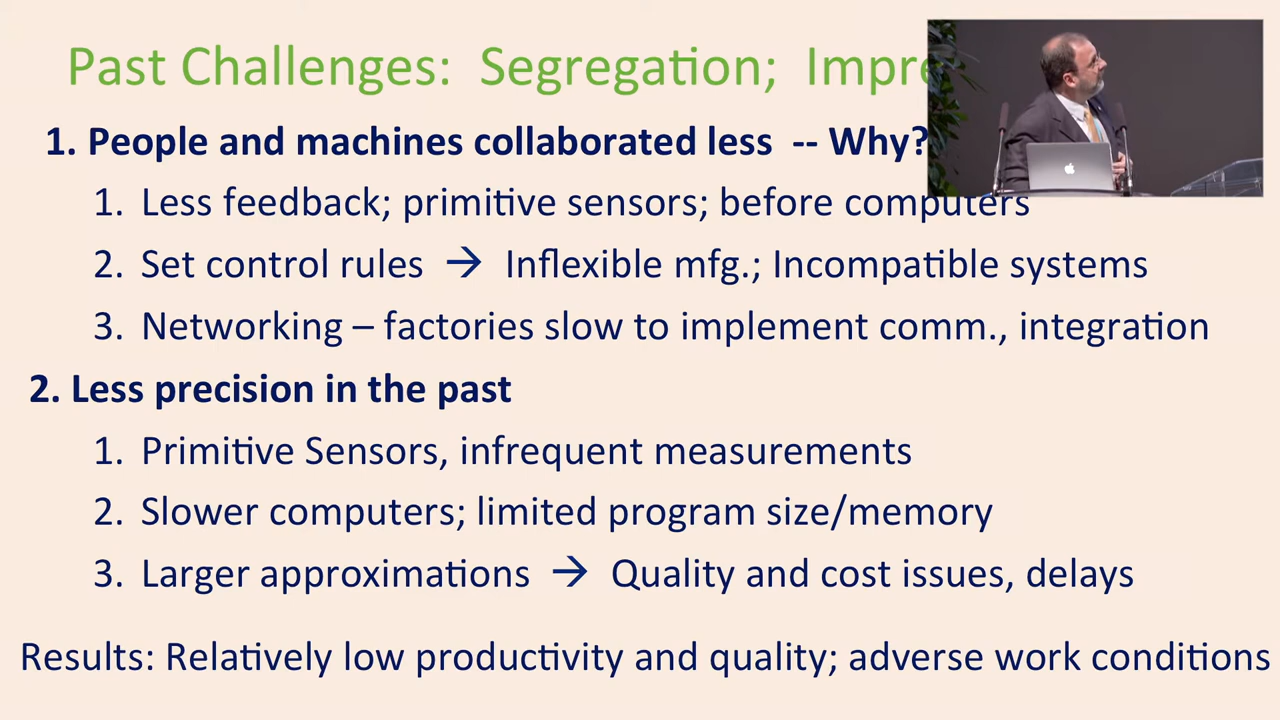 Past Challenges: Segregation;
1. People and machines collaborated less -- Why?
1. Less feedback; primitive sensors; before computers
2. Set control rules → Inflexible mfg.; Incompatible systems
3. Networking – factories slow to implement comm., integration
2. Less precision in the past
1. Primitive Sensors, infrequent measurements
2. Slower computers; limited program size/memory
3. Larger approximations → Quality and cost issues, delays
Results: Relatively low productivity and quality; adverse work conditions